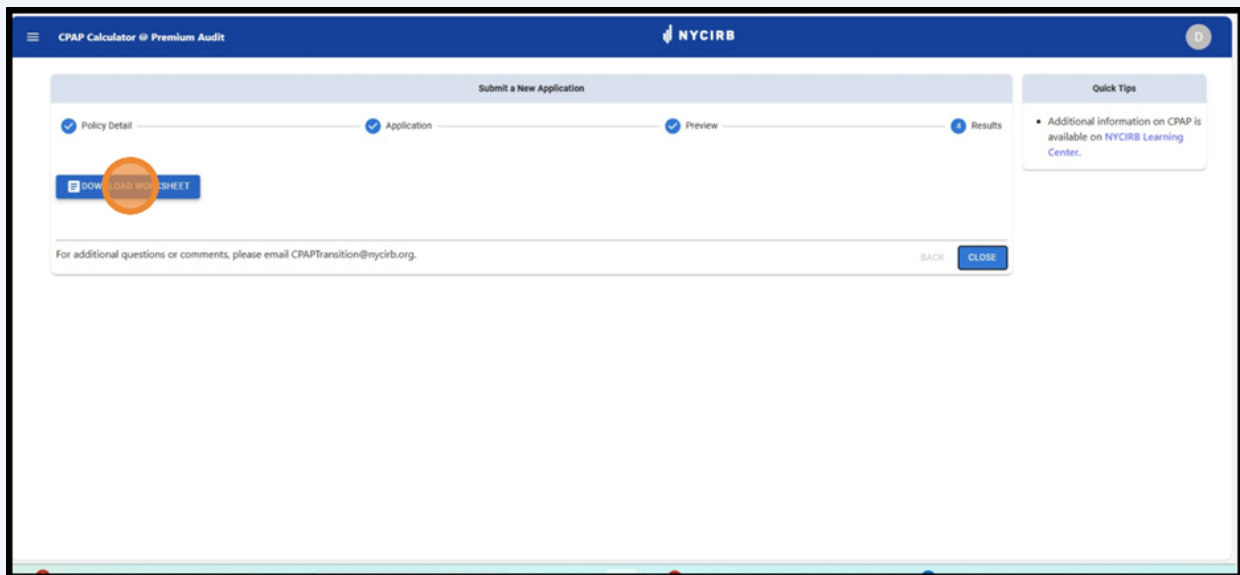 CPAP Calculator @ Premium Audit
NYCIRB
D
Submit a New Application
Policy Detail
Application
Preview
4 Results
DOWNLOAD WORKSHEET
For additional questions or comments, please email CPAPTransition@nycirb.org.
BACK
CLOSE
Quick Tips
• Additional information on CPAP is
available on NYCIRB Learning
Center.